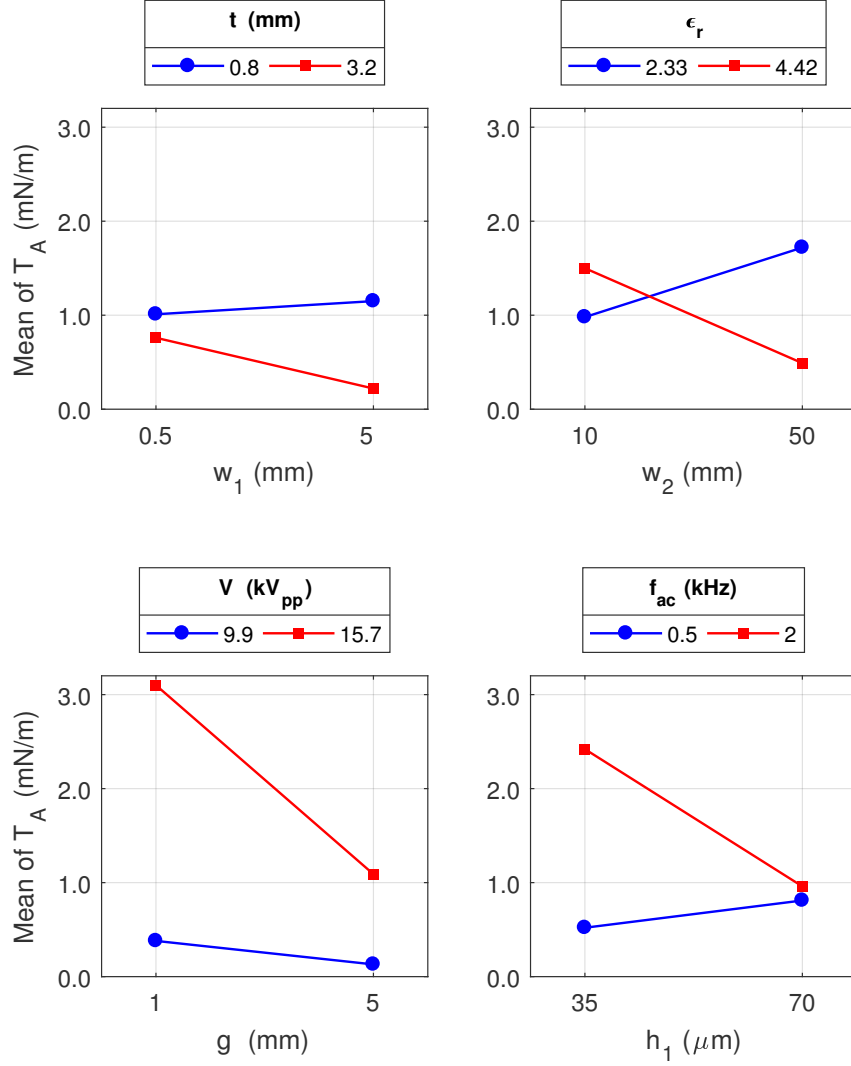 t (mm)
0.8 3.2
ϵ_r
2.33 4.42
Mean of T_A (mN/m)
3.0
2.0
1.0
0.0
0.5 5
w_1 (mm)
3.0
2.0
1.0
0.0
10 50
w_2 (mm)
V (kV_pp)
9.9 15.7
f_ac (kHz)
0.5 2
Mean of T_A (mN/m)
3.0
2.0
1.0
0.0
1 5
g (mm)
3.0
2.0
1.0
0.0
35 70
h_1 (μm)